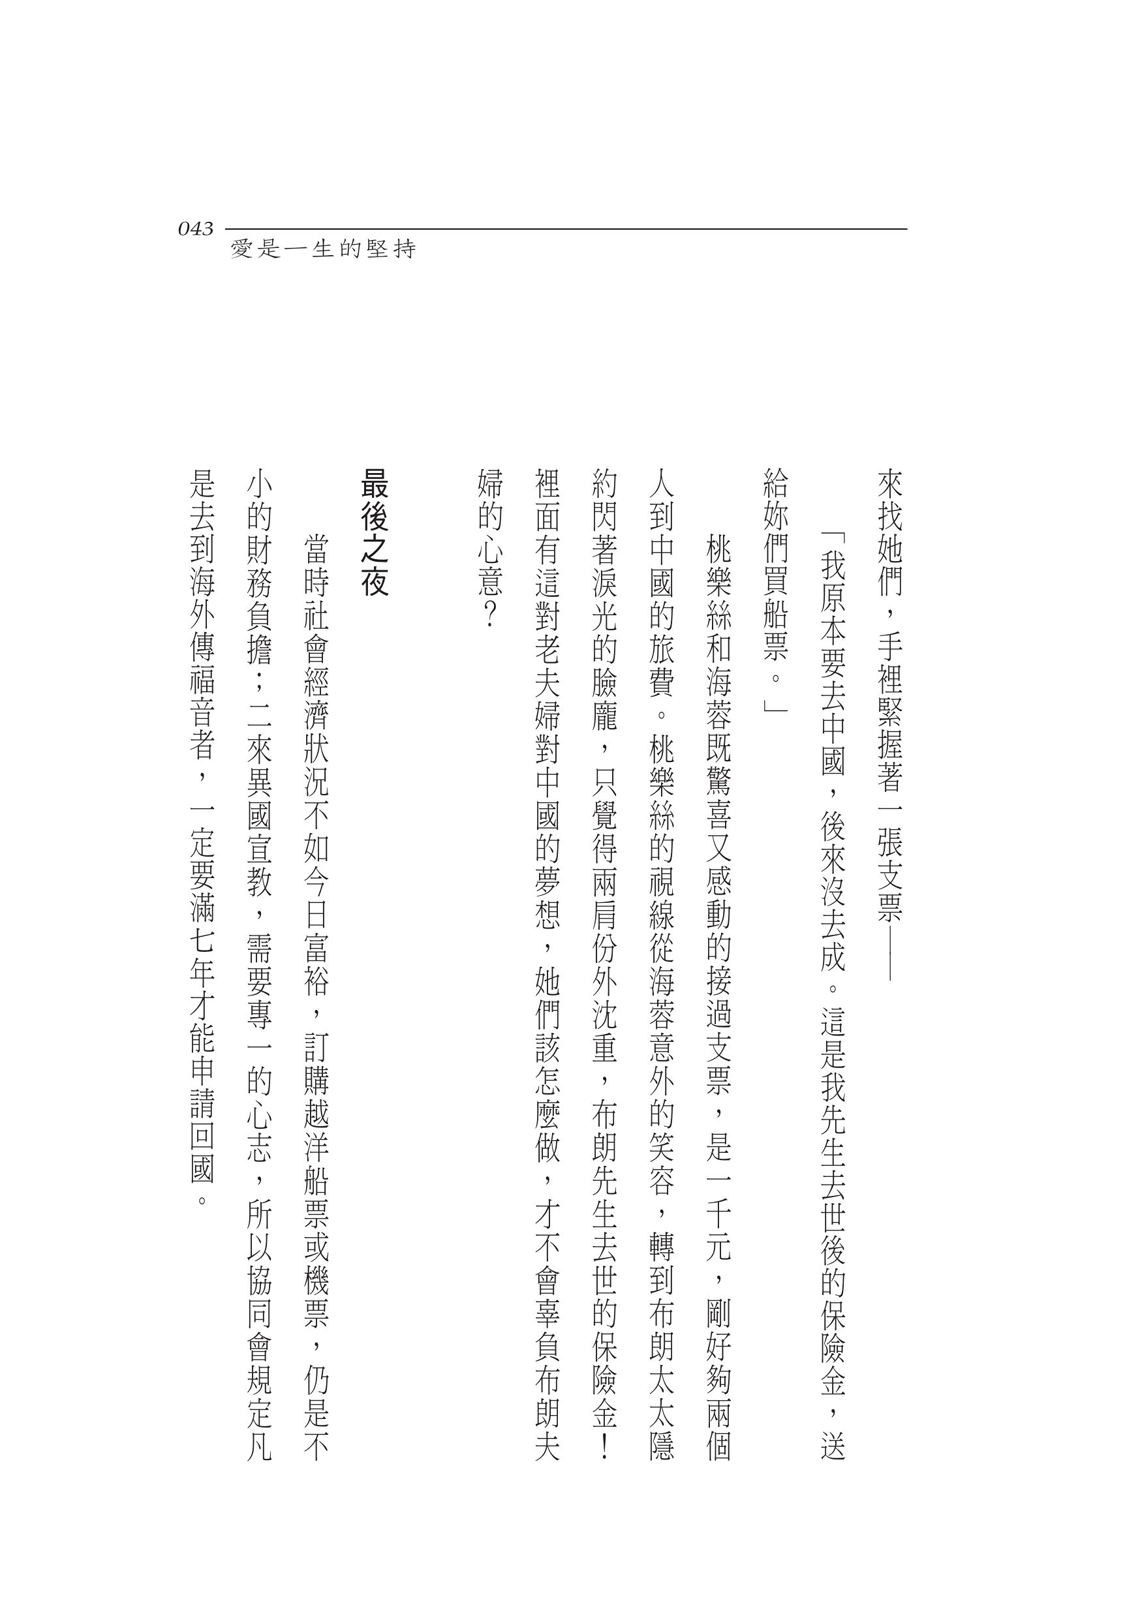 043
愛是一生的堅持
來找她們，手裡緊握著一張支票——
「我原本要去中國，後來沒去成。這是我先生去世後的保險金，送
給妳們買船票。」
桃樂絲和海蓉既驚喜又感動的接過支票，是一千元，剛好夠兩個
人到中國的旅費。桃樂絲的視線從海蓉意外的笑容，轉到布朗太太隱
約閃著淚光的臉龐，只覺得兩肩份外沈重，布朗先生去世的保險金！
裡面有這對老夫婦對中國的夢想，她們該怎麼做，才不會辜負布朗夫
婦的心意？
最後之夜
當時社會經濟狀況不如今日富裕，訂購越洋船票或機票，仍是不
小的財務負擔；二來異國宣教，需要專一的心志，所以協同會規定凡
是去到海外傳福音者，一定要滿七年才能申請回國。